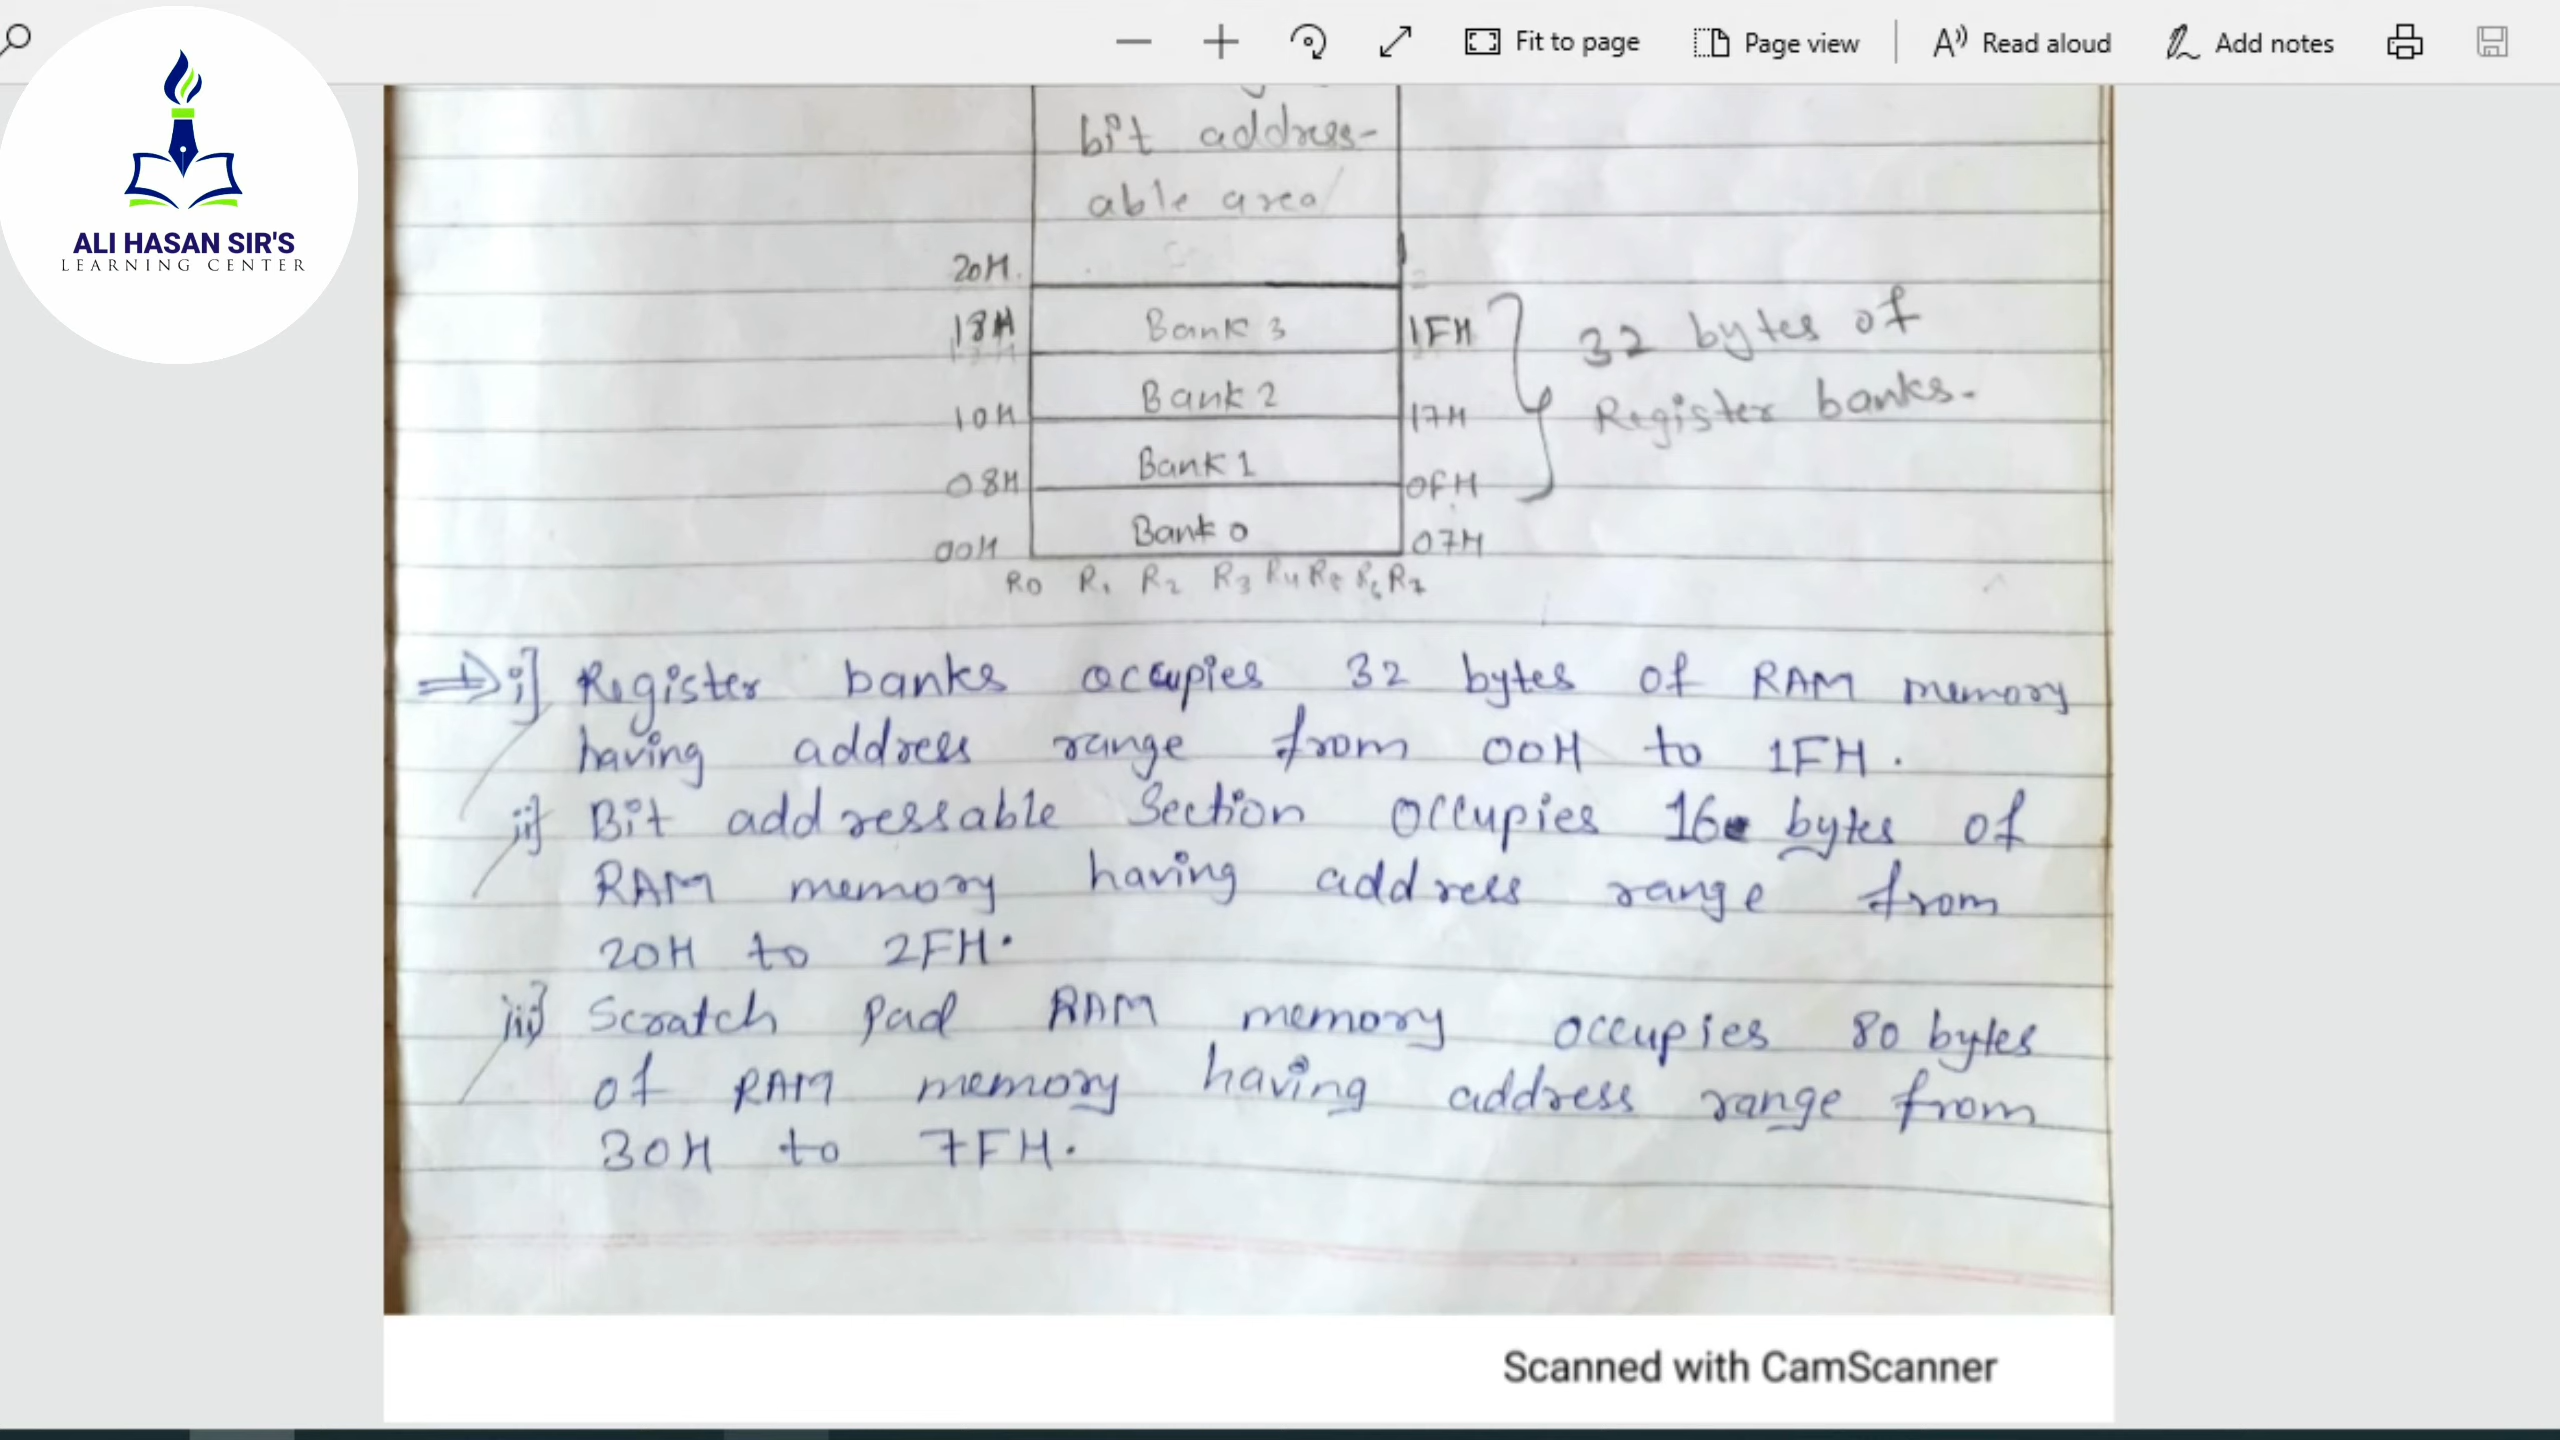 Fit to page
Page view
Read aloud
Add notes
ALI HASAN SIR'S
LEARNING CENTER
bit address-
able area
20H.
18H Bank 3 1FH
32 bytes of
Register banks.
Bank 2
10H 17H
Bank 1
08H 0FH
Bank 0
00H 07H
R0 R1 R2 R3 R4 R5 R6 R7
⇒ i] Register banks occupies 32 bytes of RAM memory
having address range from 00H to 1FH.
ii] Bit addressable Section occupies 16 bytes of
RAM memory having address range from
20H to 2FH.
iii] Scratch Pad RAM memory occupies 80 bytes
of RAM memory having address range from
30H to 7FH.
Scanned with CamScanner